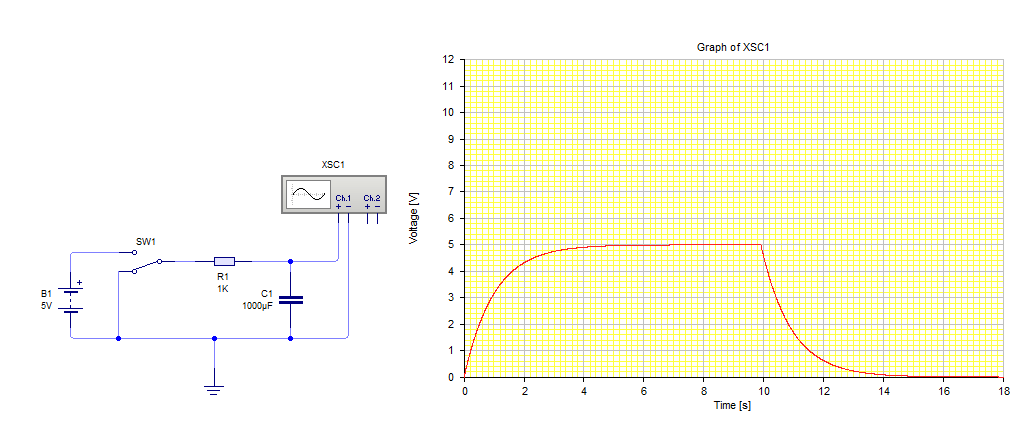 XSC1
Ch.1 Ch.2
+ − + −
SW1
+
B1
5V
R1
1K
C1
1000µF
Graph of XSC1
Voltage [V]
12
11
10
9
8
7
6
5
4
3
2
1
0
0 2 4 6 8 10 12 14 16 18
Time [s]